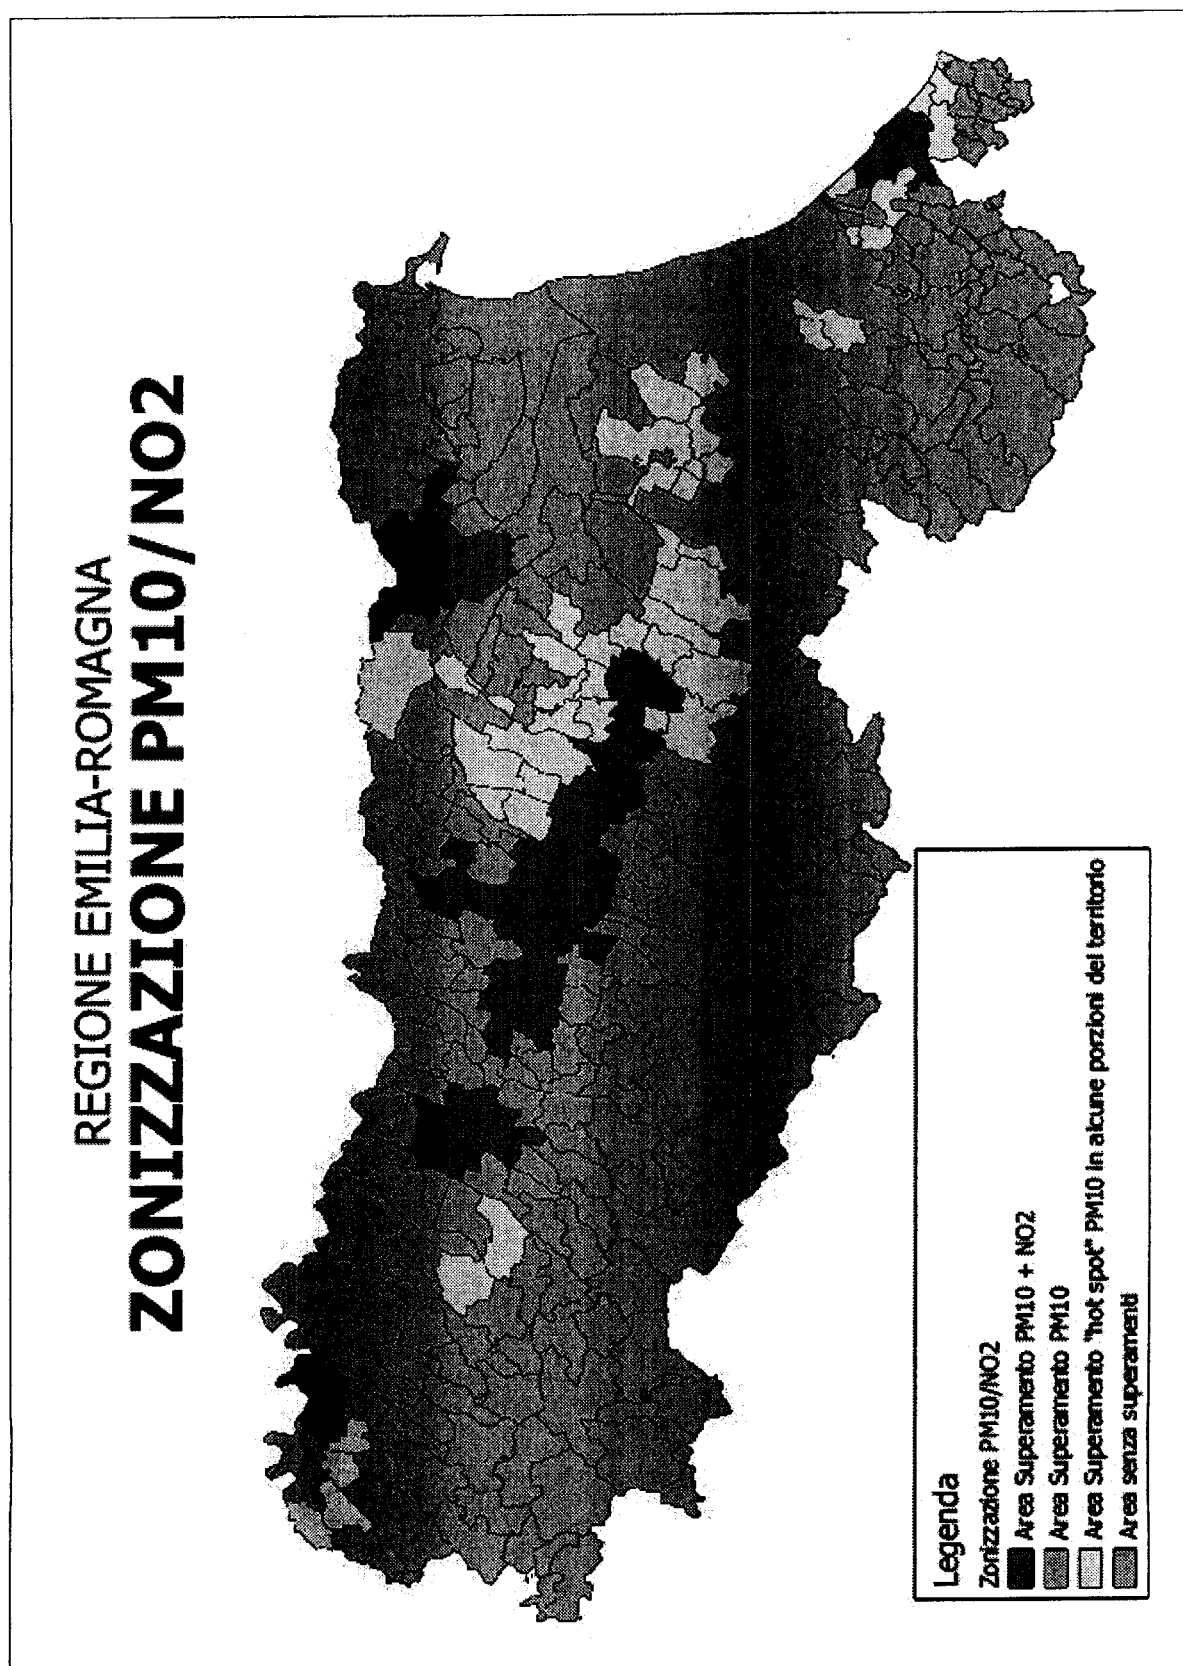 REGIONE EMILIA-ROMAGNA
ZONIZZAZIONE PM10/NO2
Legenda
Zonizzazione PM10/NO2
Area Superamento PM10 + NO2
Area Superamento PM10
Area Superamento "hot spot" PM10 in alcune porzioni del territorio
Area senza superamenti